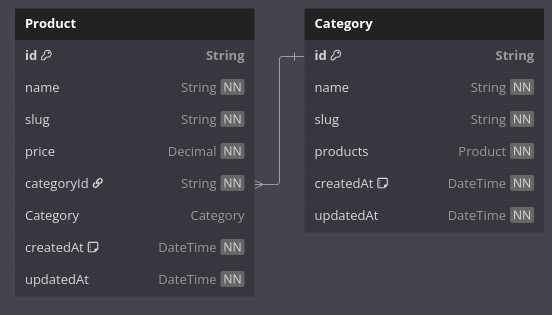 Product
id String
name String NN
slug String NN
price Decimal NN
categoryId String NN
Category Category
createdAt DateTime NN
updatedAt DateTime NN
Category
id String
name String NN
slug String NN
products Product NN
createdAt DateTime NN
updatedAt DateTime NN